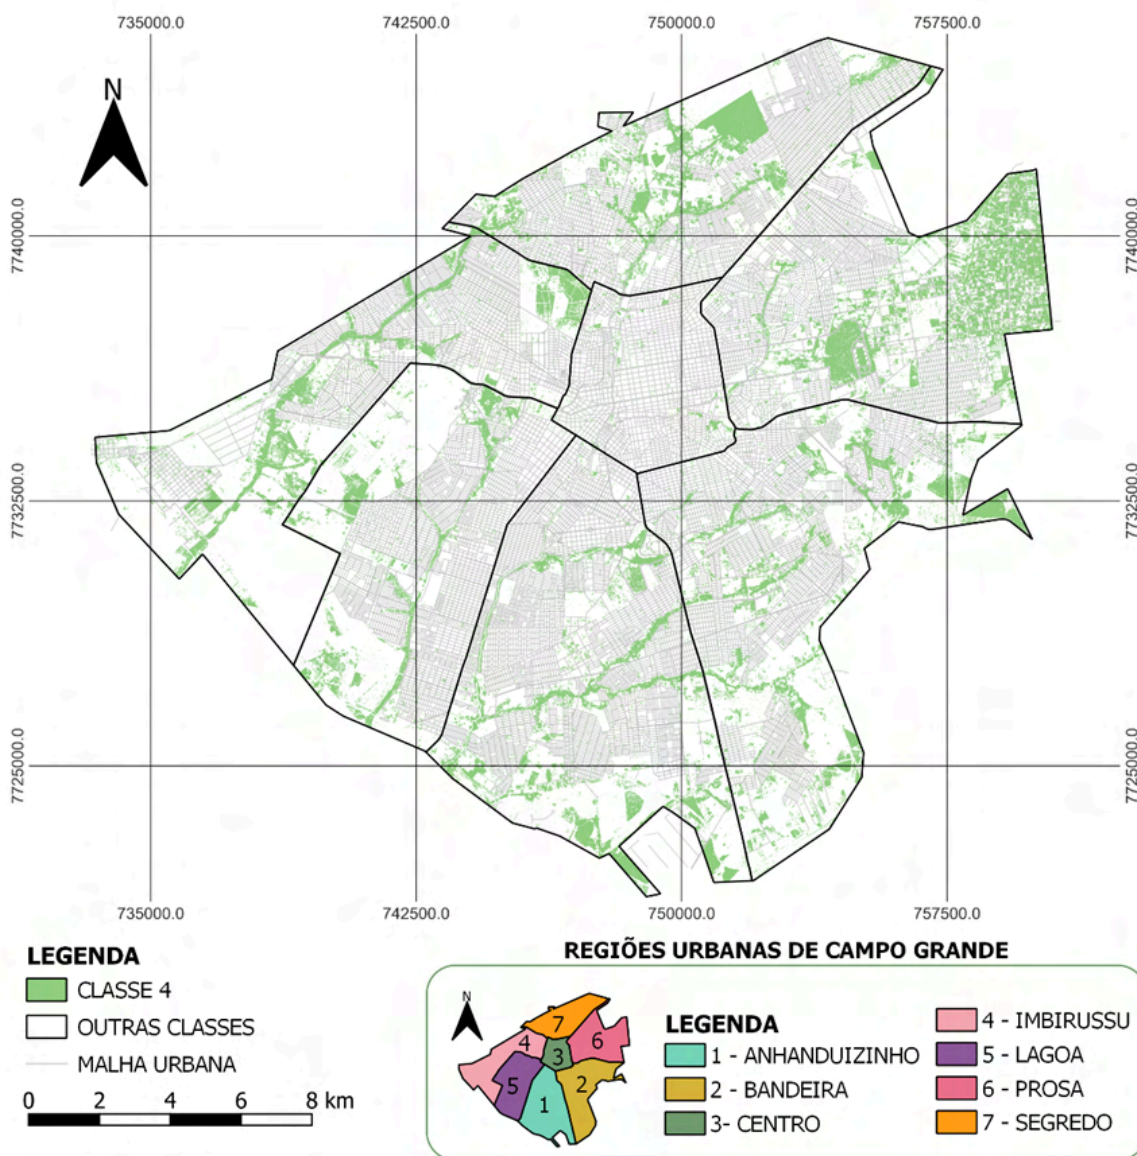 735000.0 742500.0 750000.0 757500.0
N
7740000.0 7740000.0
7732500.0 7732500.0
7725000.0 7725000.0
735000.0 742500.0 750000.0 757500.0
LEGENDA
CLASSE 4
OUTRAS CLASSES
MALHA URBANA
0 2 4 6 8 km
REGIÕES URBANAS DE CAMPO GRANDE
N
7
4
6
3
5
2
1
LEGENDA
1 - ANHANDUIZINHO
2 - BANDEIRA
3- CENTRO
4 - IMBIRUSSU
5 - LAGOA
6 - PROSA
7 - SEGREDO